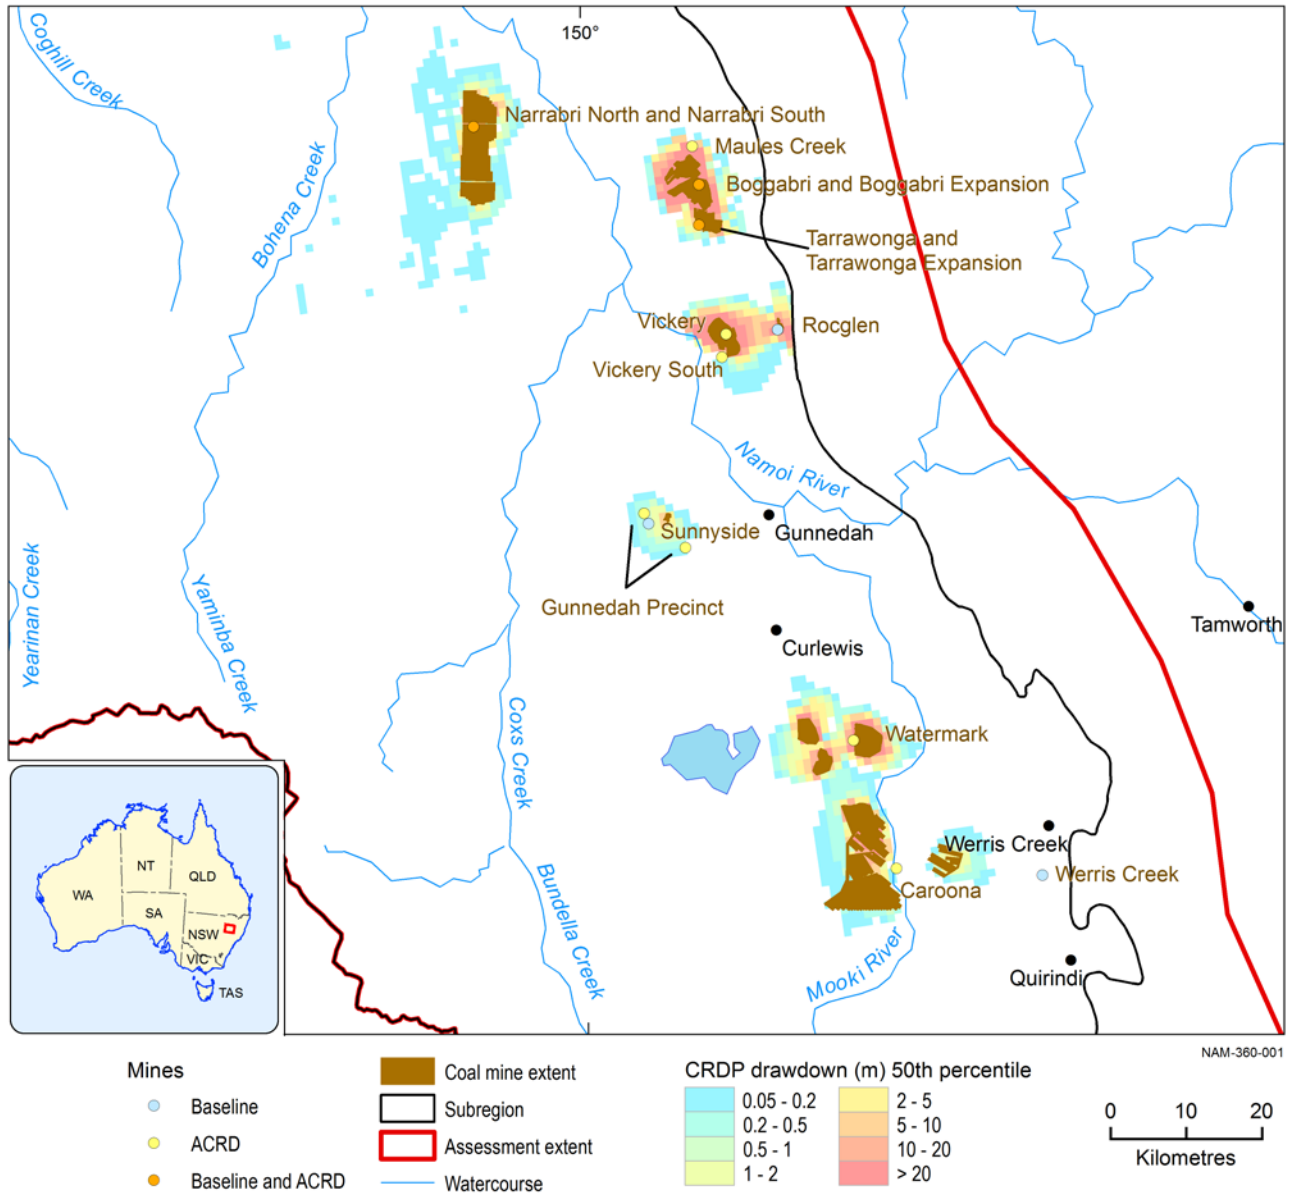 150°
Coghill Creek
Narrabri North and Narrabri South
Maules Creek
Bohena Creek
Boggabri and Boggabri Expansion
Tarrawonga and
Tarrawonga Expansion
Vickery
Rocglen
Vickery South
Namoi River
Sunnyside
Gunnedah
Gunnedah Precinct
Yearinan Creek
Yaminba Creek
Tamworth
Curlewis
Coxs Creek
Watermark
Werris Creek
Werris Creek
Caroona
Bundella Creek
Mooki River
Quirindi
NT
QLD
WA
SA
NSW
VIC
TAS
NAM-360-001
Mines
Baseline
ACRD
Baseline and ACRD
Coal mine extent
Subregion
Assessment extent
Watercourse
CRDP drawdown (m) 50th percentile
0.05 - 0.2
0.2 - 0.5
0.5 - 1
1 - 2
2 - 5
5 - 10
10 - 20
> 20
0 10 20
Kilometres